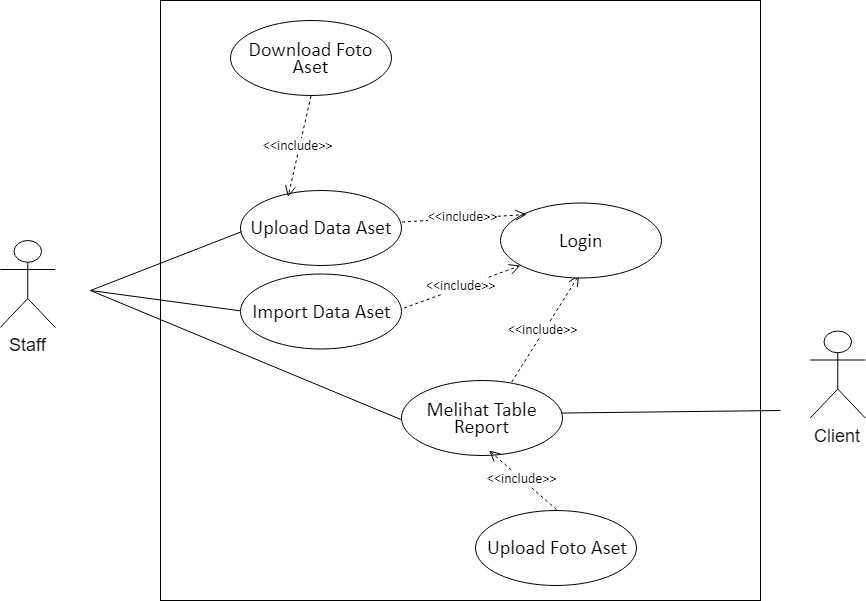 Download Foto
Aset
<<include>>
Upload Data Aset
<<include>>
Login
Import Data Aset
<<include>>
Staff
<<include>>
Melihat Table
Report
Client
<<include>>
Upload Foto Aset